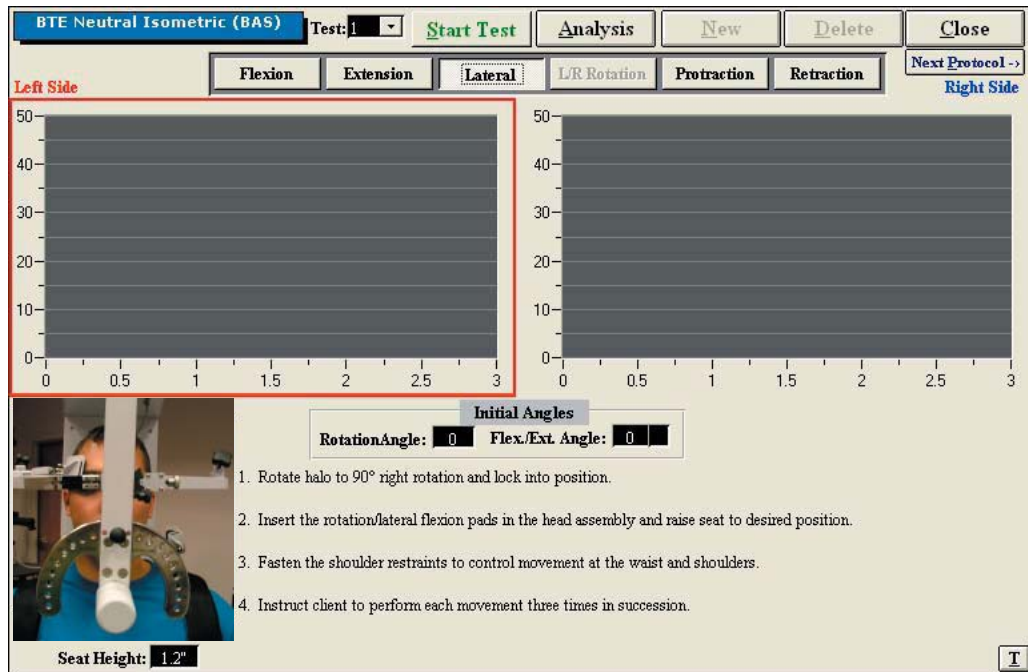 BTE Neutral Isometric (BAS) Test: 1 Start Test Analysis New Delete Close
Flexion Extension Lateral L/R Rotation Protraction Retraction Next Protocol ->
Left Side Right Side
50 50
40 40
30 30
20 20
10 10
0 0
0 0.5 1 1.5 2 2.5 3 0 0.5 1 1.5 2 2.5 3
Initial Angles
RotationAngle: 0 Flex./Ext. Angle: 0
1. Rotate halo to 90° right rotation and lock into position.
2. Insert the rotation/lateral flexion pads in the head assembly and raise seat to desired position.
3. Fasten the shoulder restraints to control movement at the waist and shoulders.
4. Instruct client to perform each movement three times in succession.
Seat Height: 1.2" T